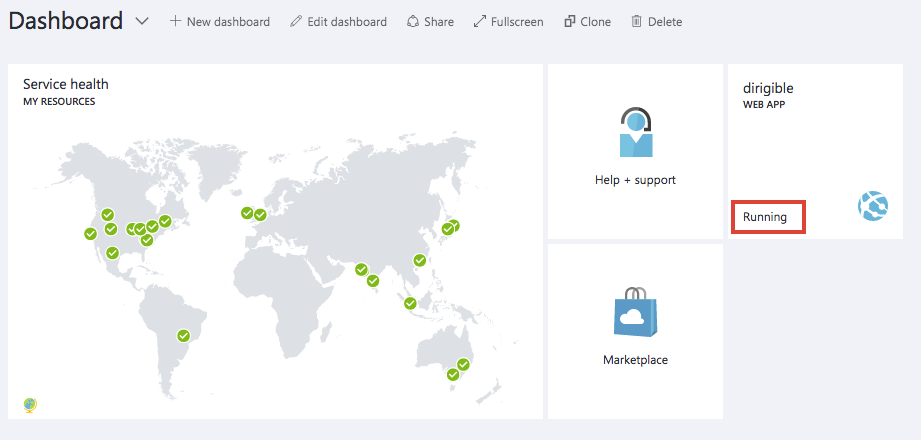 Dashboard
New dashboard
Edit dashboard
Share
Fullscreen
Clone
Delete
Service health
MY RESOURCES
Help + support
Marketplace
dirigible
WEB APP
Running